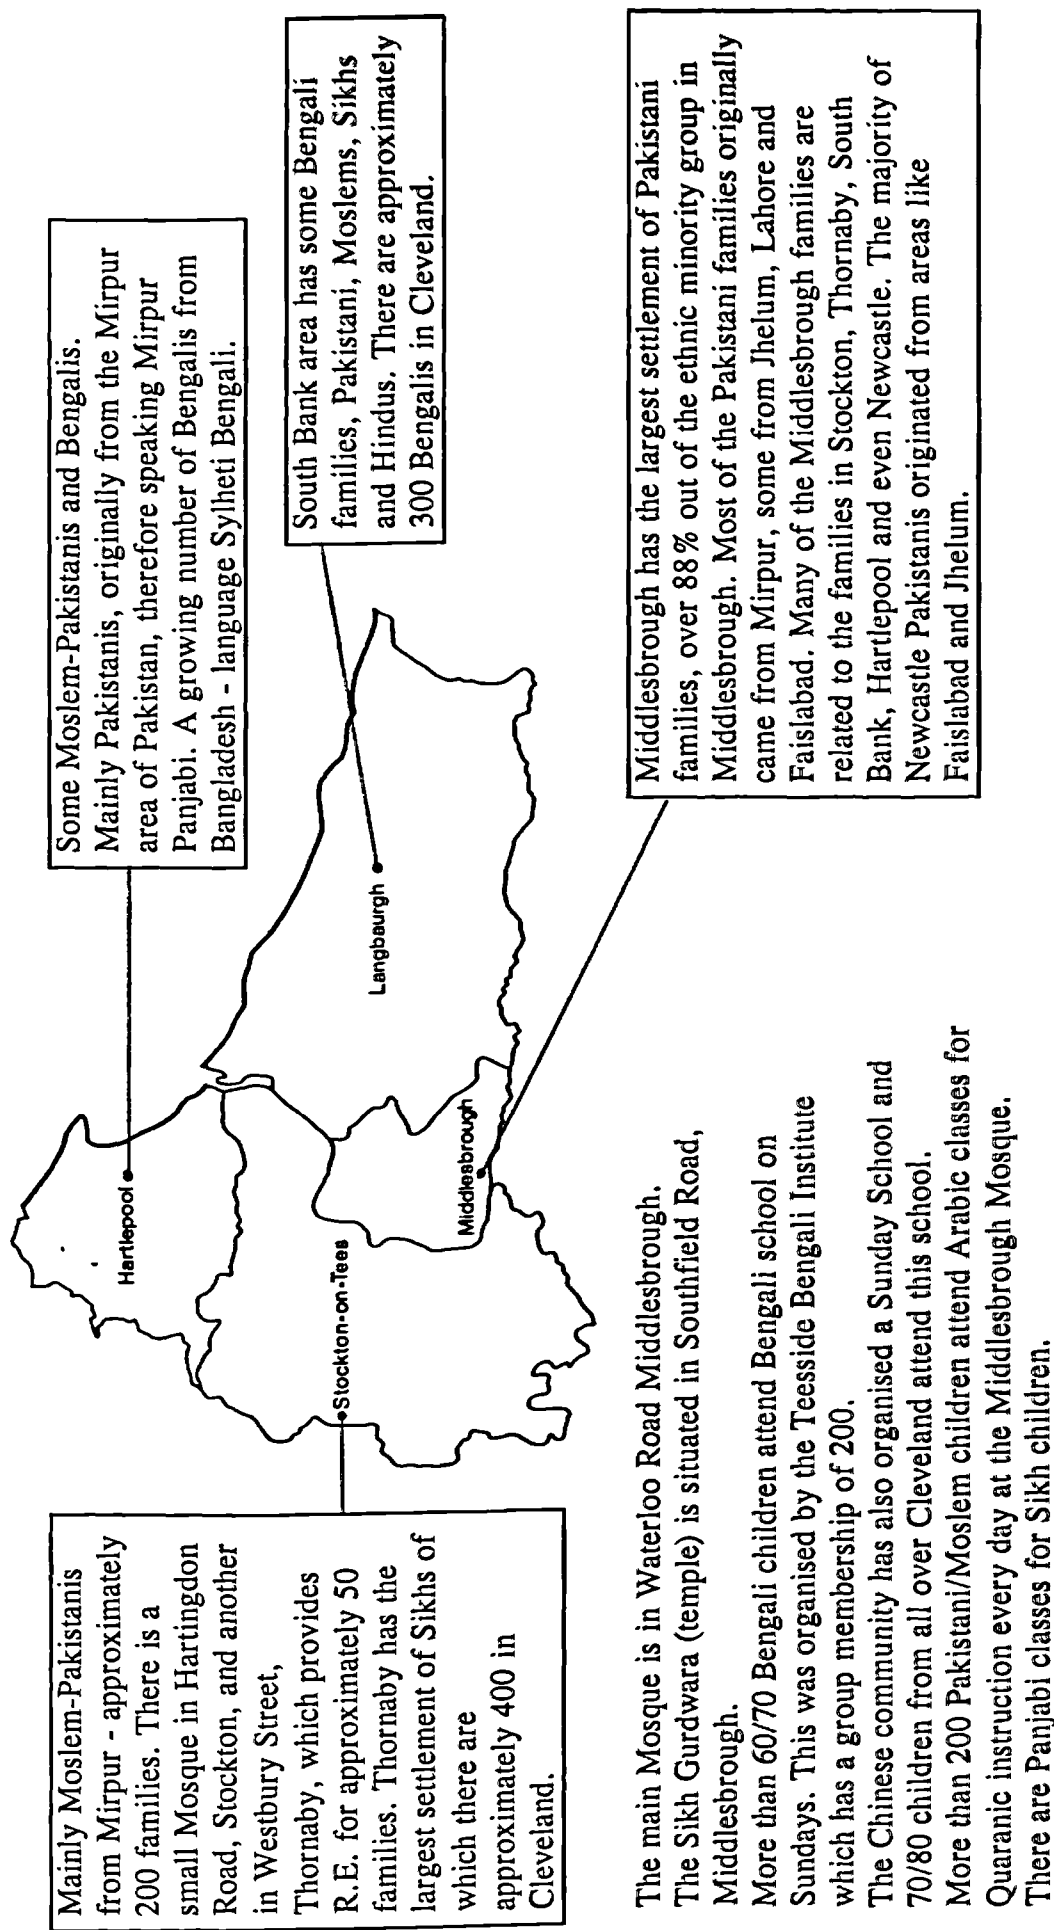 Some Moslem-Pakistanis and Bengalis.
Mainly Pakistanis, originally from the Mirpur
area of Pakistan, therefore speaking Mirpur
Panjabi. A growing number of Bengalis from
Bangladesh - language Sylheti Bengali.
South Bank area has some Bengali
families, Pakistani, Moslems, Sikhs
and Hindus. There are approximately
300 Bengalis in Cleveland.
Mainly Moslem-Pakistanis
from Mirpur - approximately
200 families. There is a
small Mosque in Hartingdon
Road, Stockton, and another
in Westbury Street,
Thornaby, which provides
R.E. for approximately 50
families. Thornaby has the
largest settlement of Sikhs of
which there are
approximately 400 in
Cleveland.
Hartlepool
Stockton-on-Tees
Langbaurgh
Middlesbrough
Middlesbrough has the largest settlement of Pakistani
families, over 88% out of the ethnic minority group in
Middlesbrough. Most of the Pakistani families originally
came from Mirpur, some from Jhelum, Lahore and
Faislabad. Many of the Middlesbrough families are
related to the families in Stockton, Thornaby, South
Bank, Hartlepool and even Newcastle. The majority of
Newcastle Pakistanis originated from areas like
Faislabad and Jhelum.
The main Mosque is in Waterloo Road Middlesbrough.
The Sikh Gurdwara (temple) is situated in Southfield Road,
Middlesbrough.
More than 60/70 Bengali children attend Bengali school on
Sundays. This was organised by the Teesside Bengali Institute
which has a group membership of 200.
The Chinese community has also organised a Sunday School and
70/80 children from all over Cleveland attend this school.
More than 200 Pakistani/Moslem children attend Arabic classes for
Quaranic instruction every day at the Middlesbrough Mosque.
There are Panjabi classes for Sikh children.